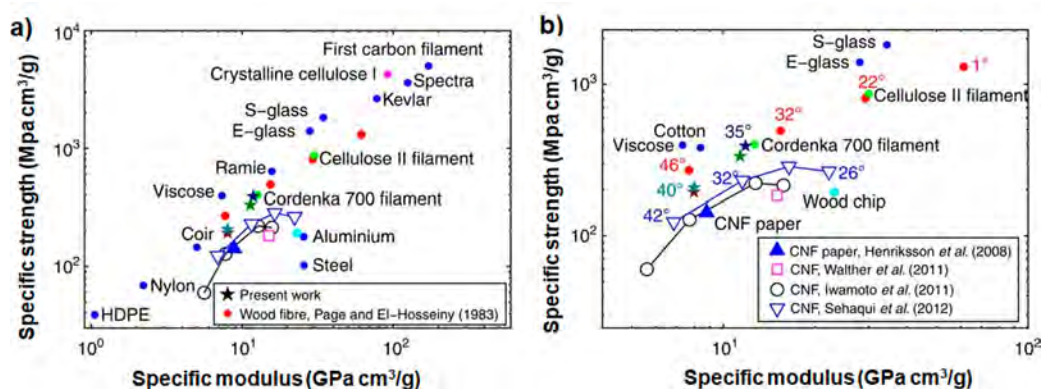 a)
10⁴
10³
10²
Specific strength (Mpa cm³/g)
First carbon filament
Crystalline cellulose I
Spectra
Kevlar
S-glass
E-glass
Cellulose II filament
Ramie
Viscose
Cordenka 700 filament
Coir
Aluminium
Nylon
Steel
HDPE
Present work
Wood fibre, Page and El-Hosseiny (1983)
10⁰ 10¹ 10²
Specific modulus (GPa cm³/g)
b)
10³
10²
Specific strength (MPa cm³/g)
S-glass
E-glass
1°
22°
Cellulose II filament
32°
35°
Cotton
Viscose
Cordenka 700 filament
46°
40°
32°
26°
Wood chip
42°
CNF paper
CNF paper, Henriksson et al. (2008)
CNF, Walther et al. (2011)
CNF, Iwamoto et al. (2011)
CNF, Sehaqui et al. (2012)
10¹ 10²
Specific modulus (GPa cm³/g)